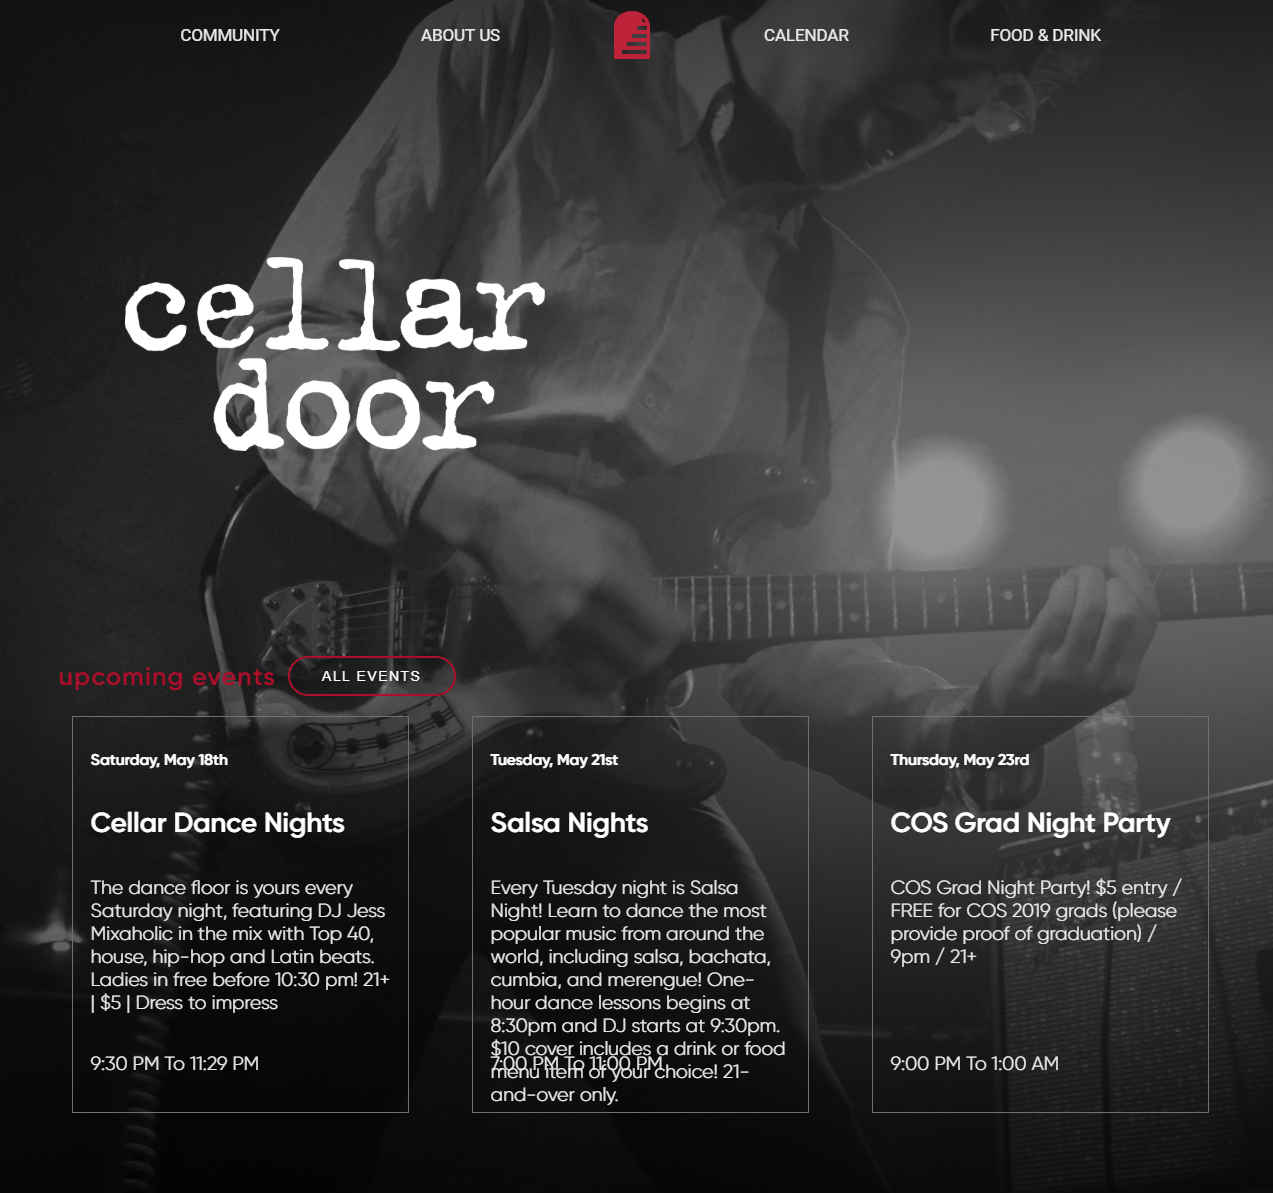 COMMUNITY ABOUT US CALENDAR FOOD & DRINK
cellar
door
upcoming events ALL EVENTS
Saturday, May 18th
Cellar Dance Nights
The dance floor is yours every
Saturday night, featuring DJ Jess
Mixaholic in the mix with Top 40,
house, hip-hop and Latin beats.
Ladies in free before 10:30 pm! 21+
| $5 | Dress to impress
9:30 PM To 11:29 PM
Tuesday, May 21st
Salsa Nights
Every Tuesday night is Salsa
Night! Learn to dance the most
popular music from around the
world, including salsa, bachata,
cumbia, and merengue! One-
hour dance lessons begins at
8:30pm and DJ starts at 9:30pm.
$10 cover includes a drink or food
menu item of your choice! 21-
and-over only.
7:00 PM To 11:00 PM
Thursday, May 23rd
COS Grad Night Party
COS Grad Night Party! $5 entry /
FREE for COS 2019 grads (please
provide proof of graduation) /
9pm / 21+
9:00 PM To 1:00 AM